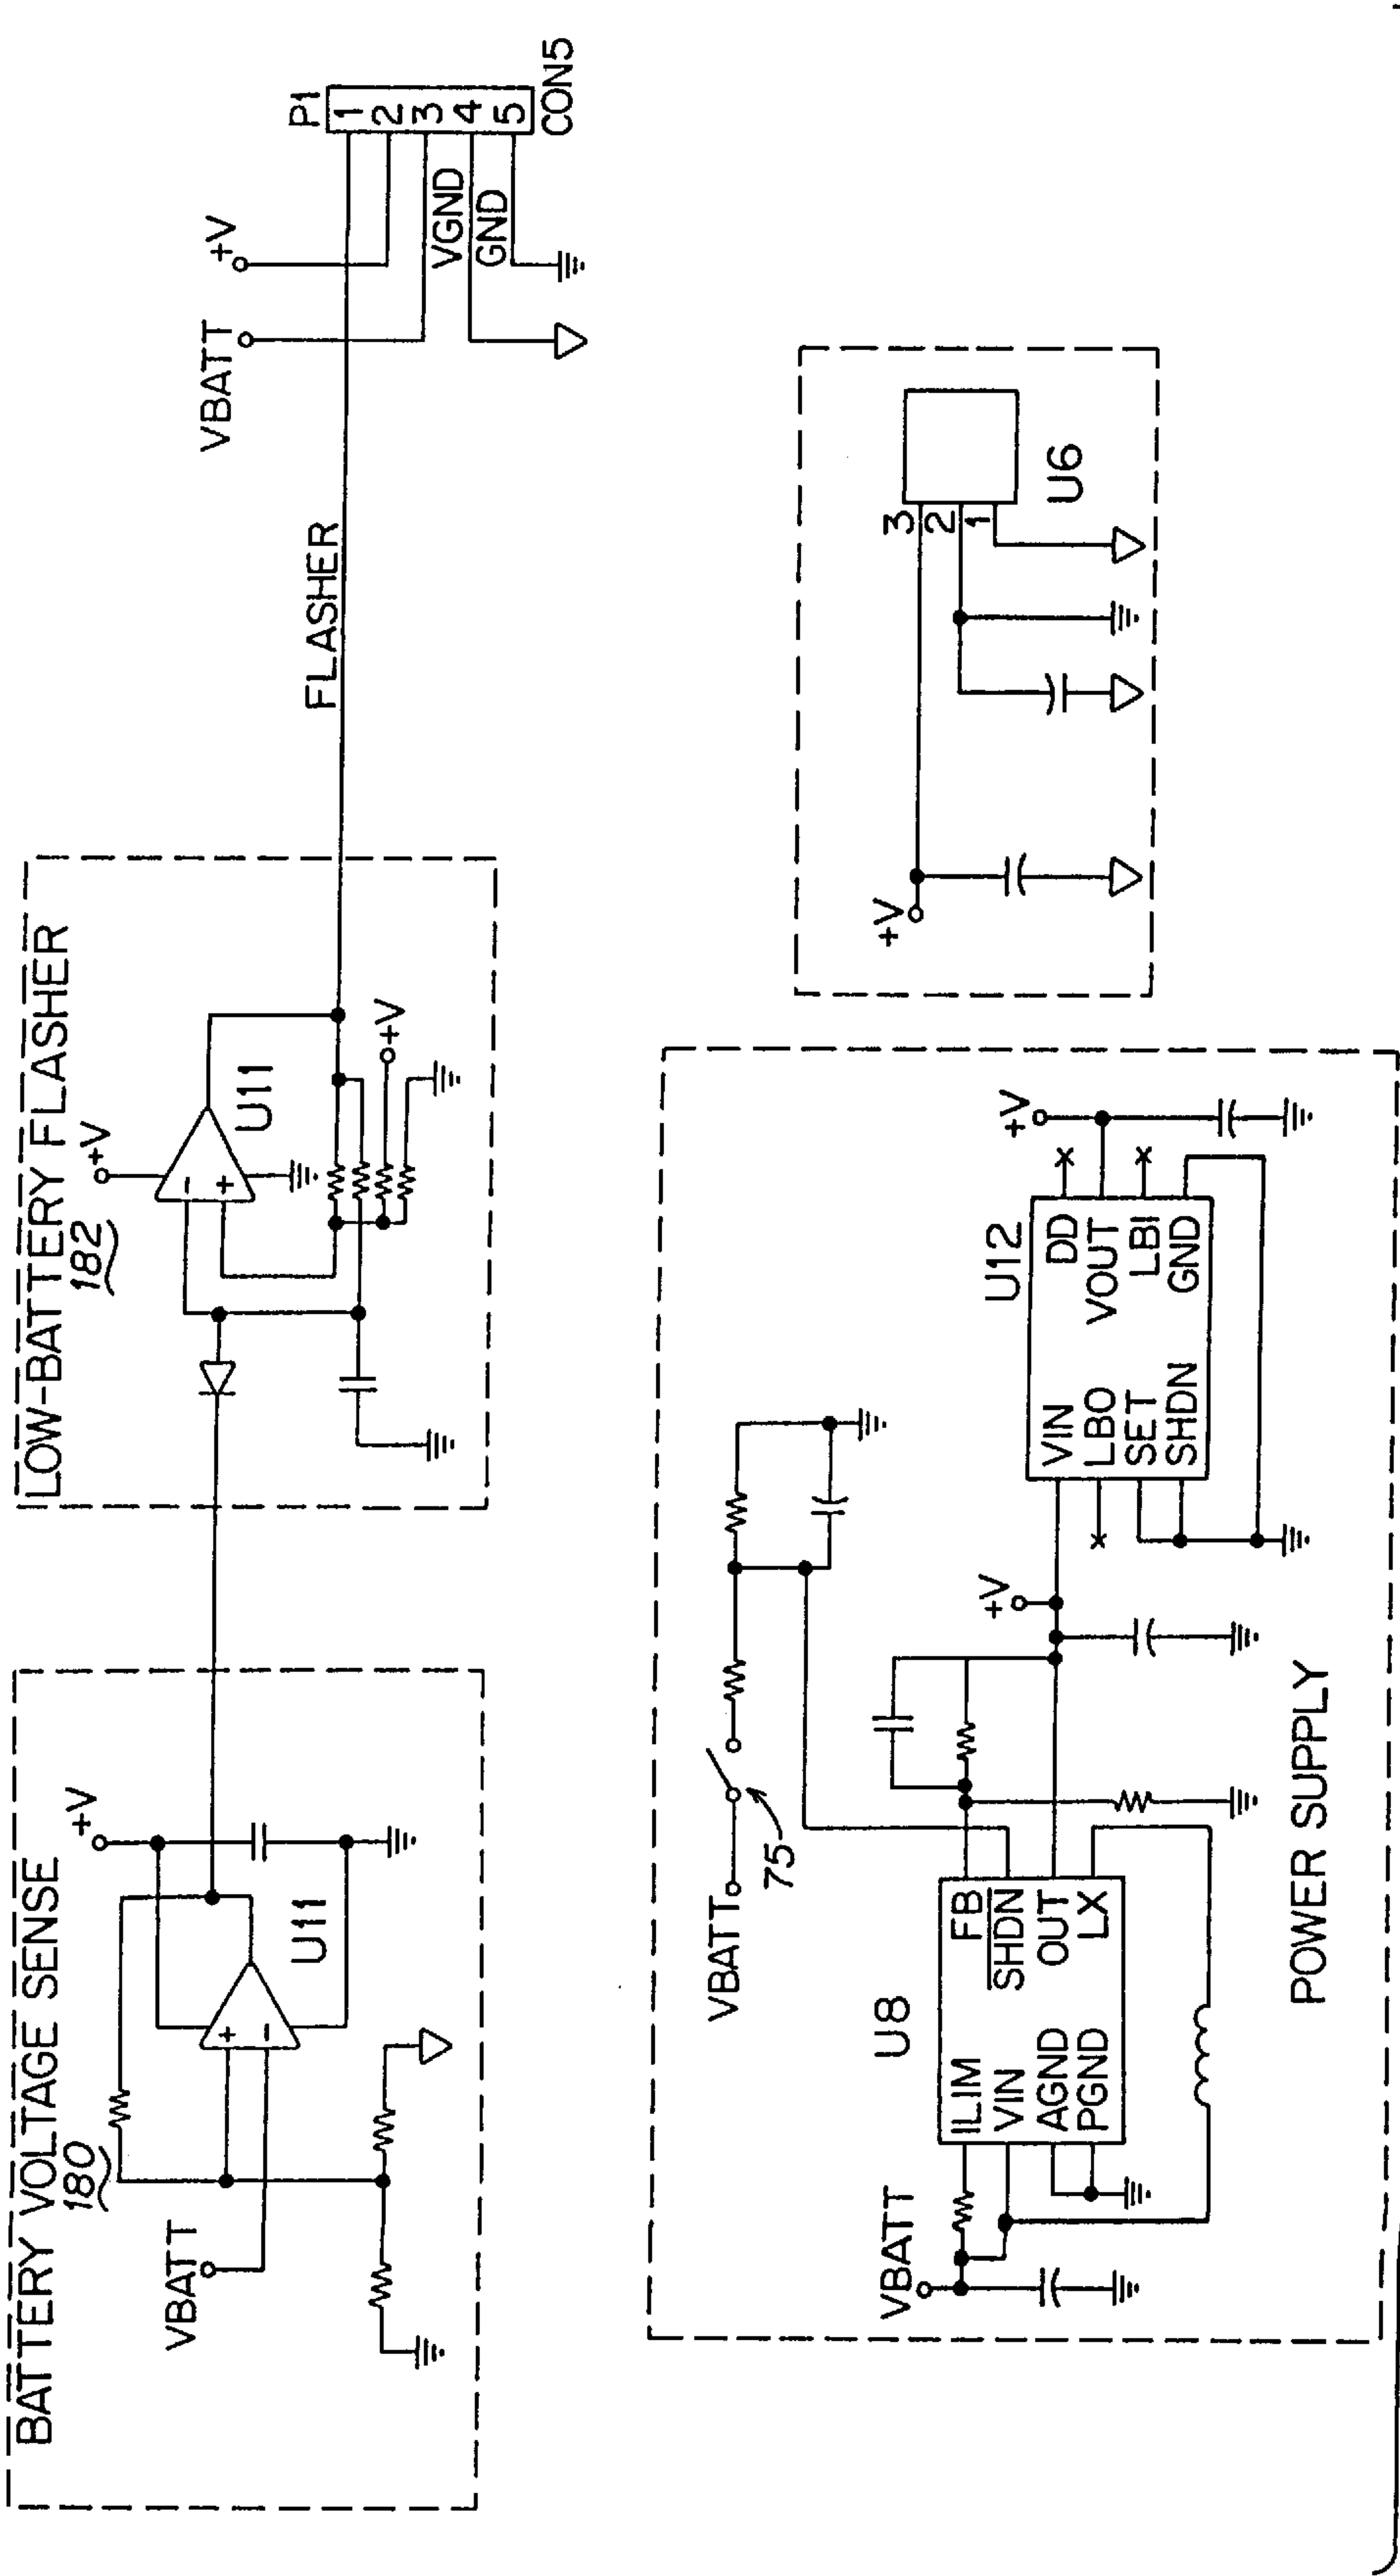 BATTERY VOLTAGE SENSE
180
VBATT
+V
+
-
U11
LOW-BATTERY FLASHER
182
+V
-
+
U11
+V
FLASHER
VBATT
+V
P1
1
2
3
VGND 4
GND 5
CON5
VBATT
75
VBATT
U8
ILIM FB
VIN SHDN
AGND OUT
PGND LX
+V
U12
VIN DD
LBO VOUT
SET LBI
SHDN GND
+V
POWER SUPPLY
+V
3
2
1
U6